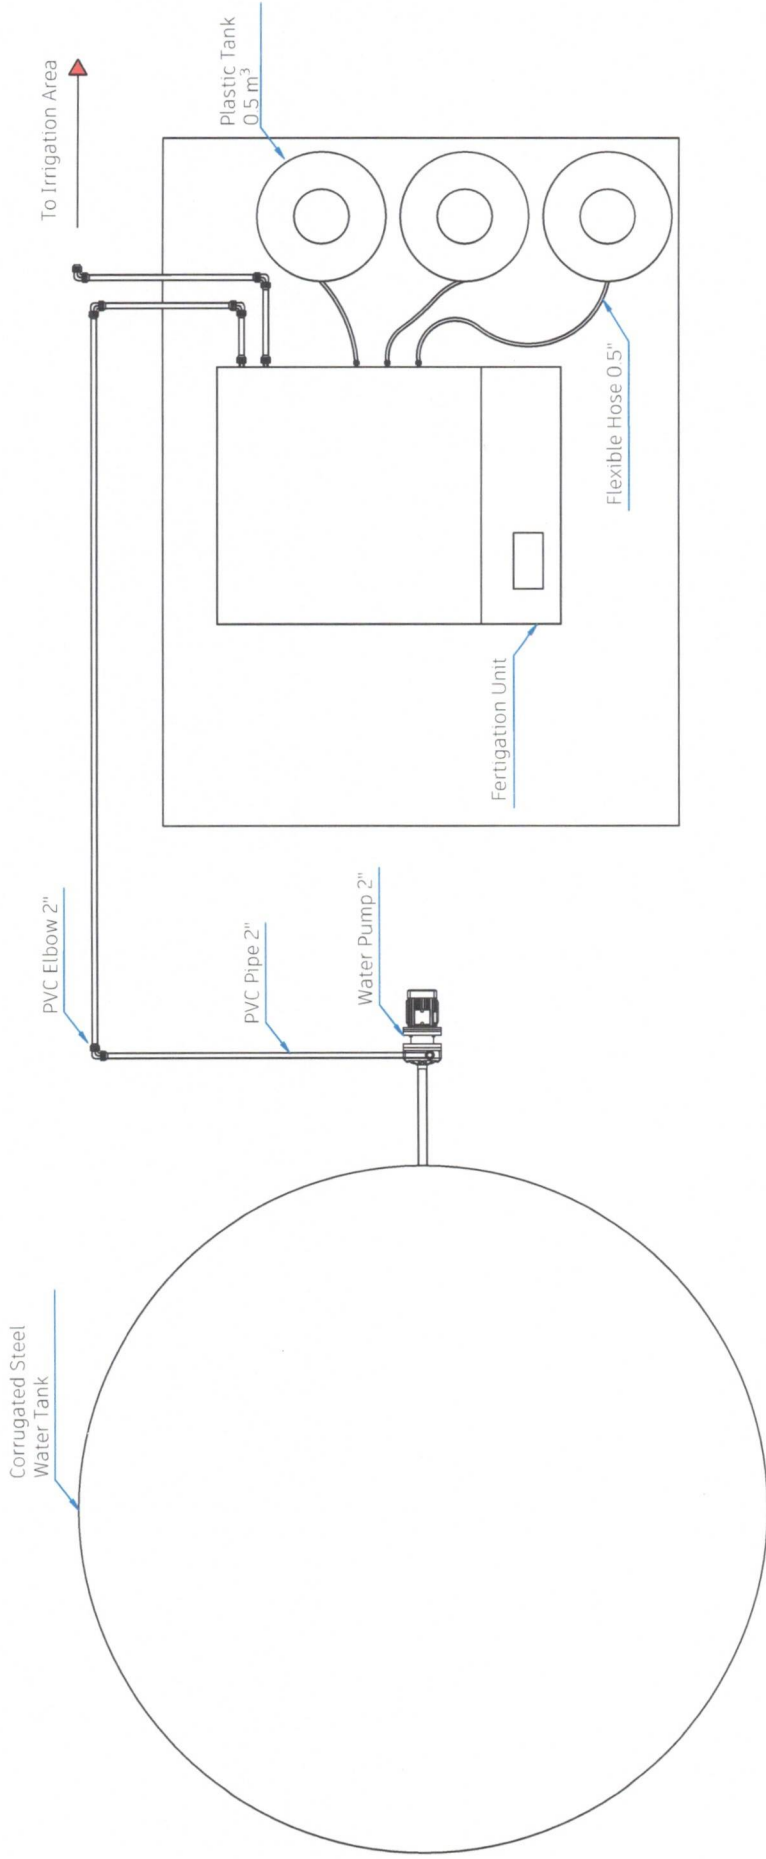 Corrugated Steel
Water Tank
PVC Elbow 2"
PVC Pipe 2"
Water Pump 2"
To Irrigation Area
Plastic Tank
0.5 m³
Fertigation Unit
Flexible Hose 0.5"